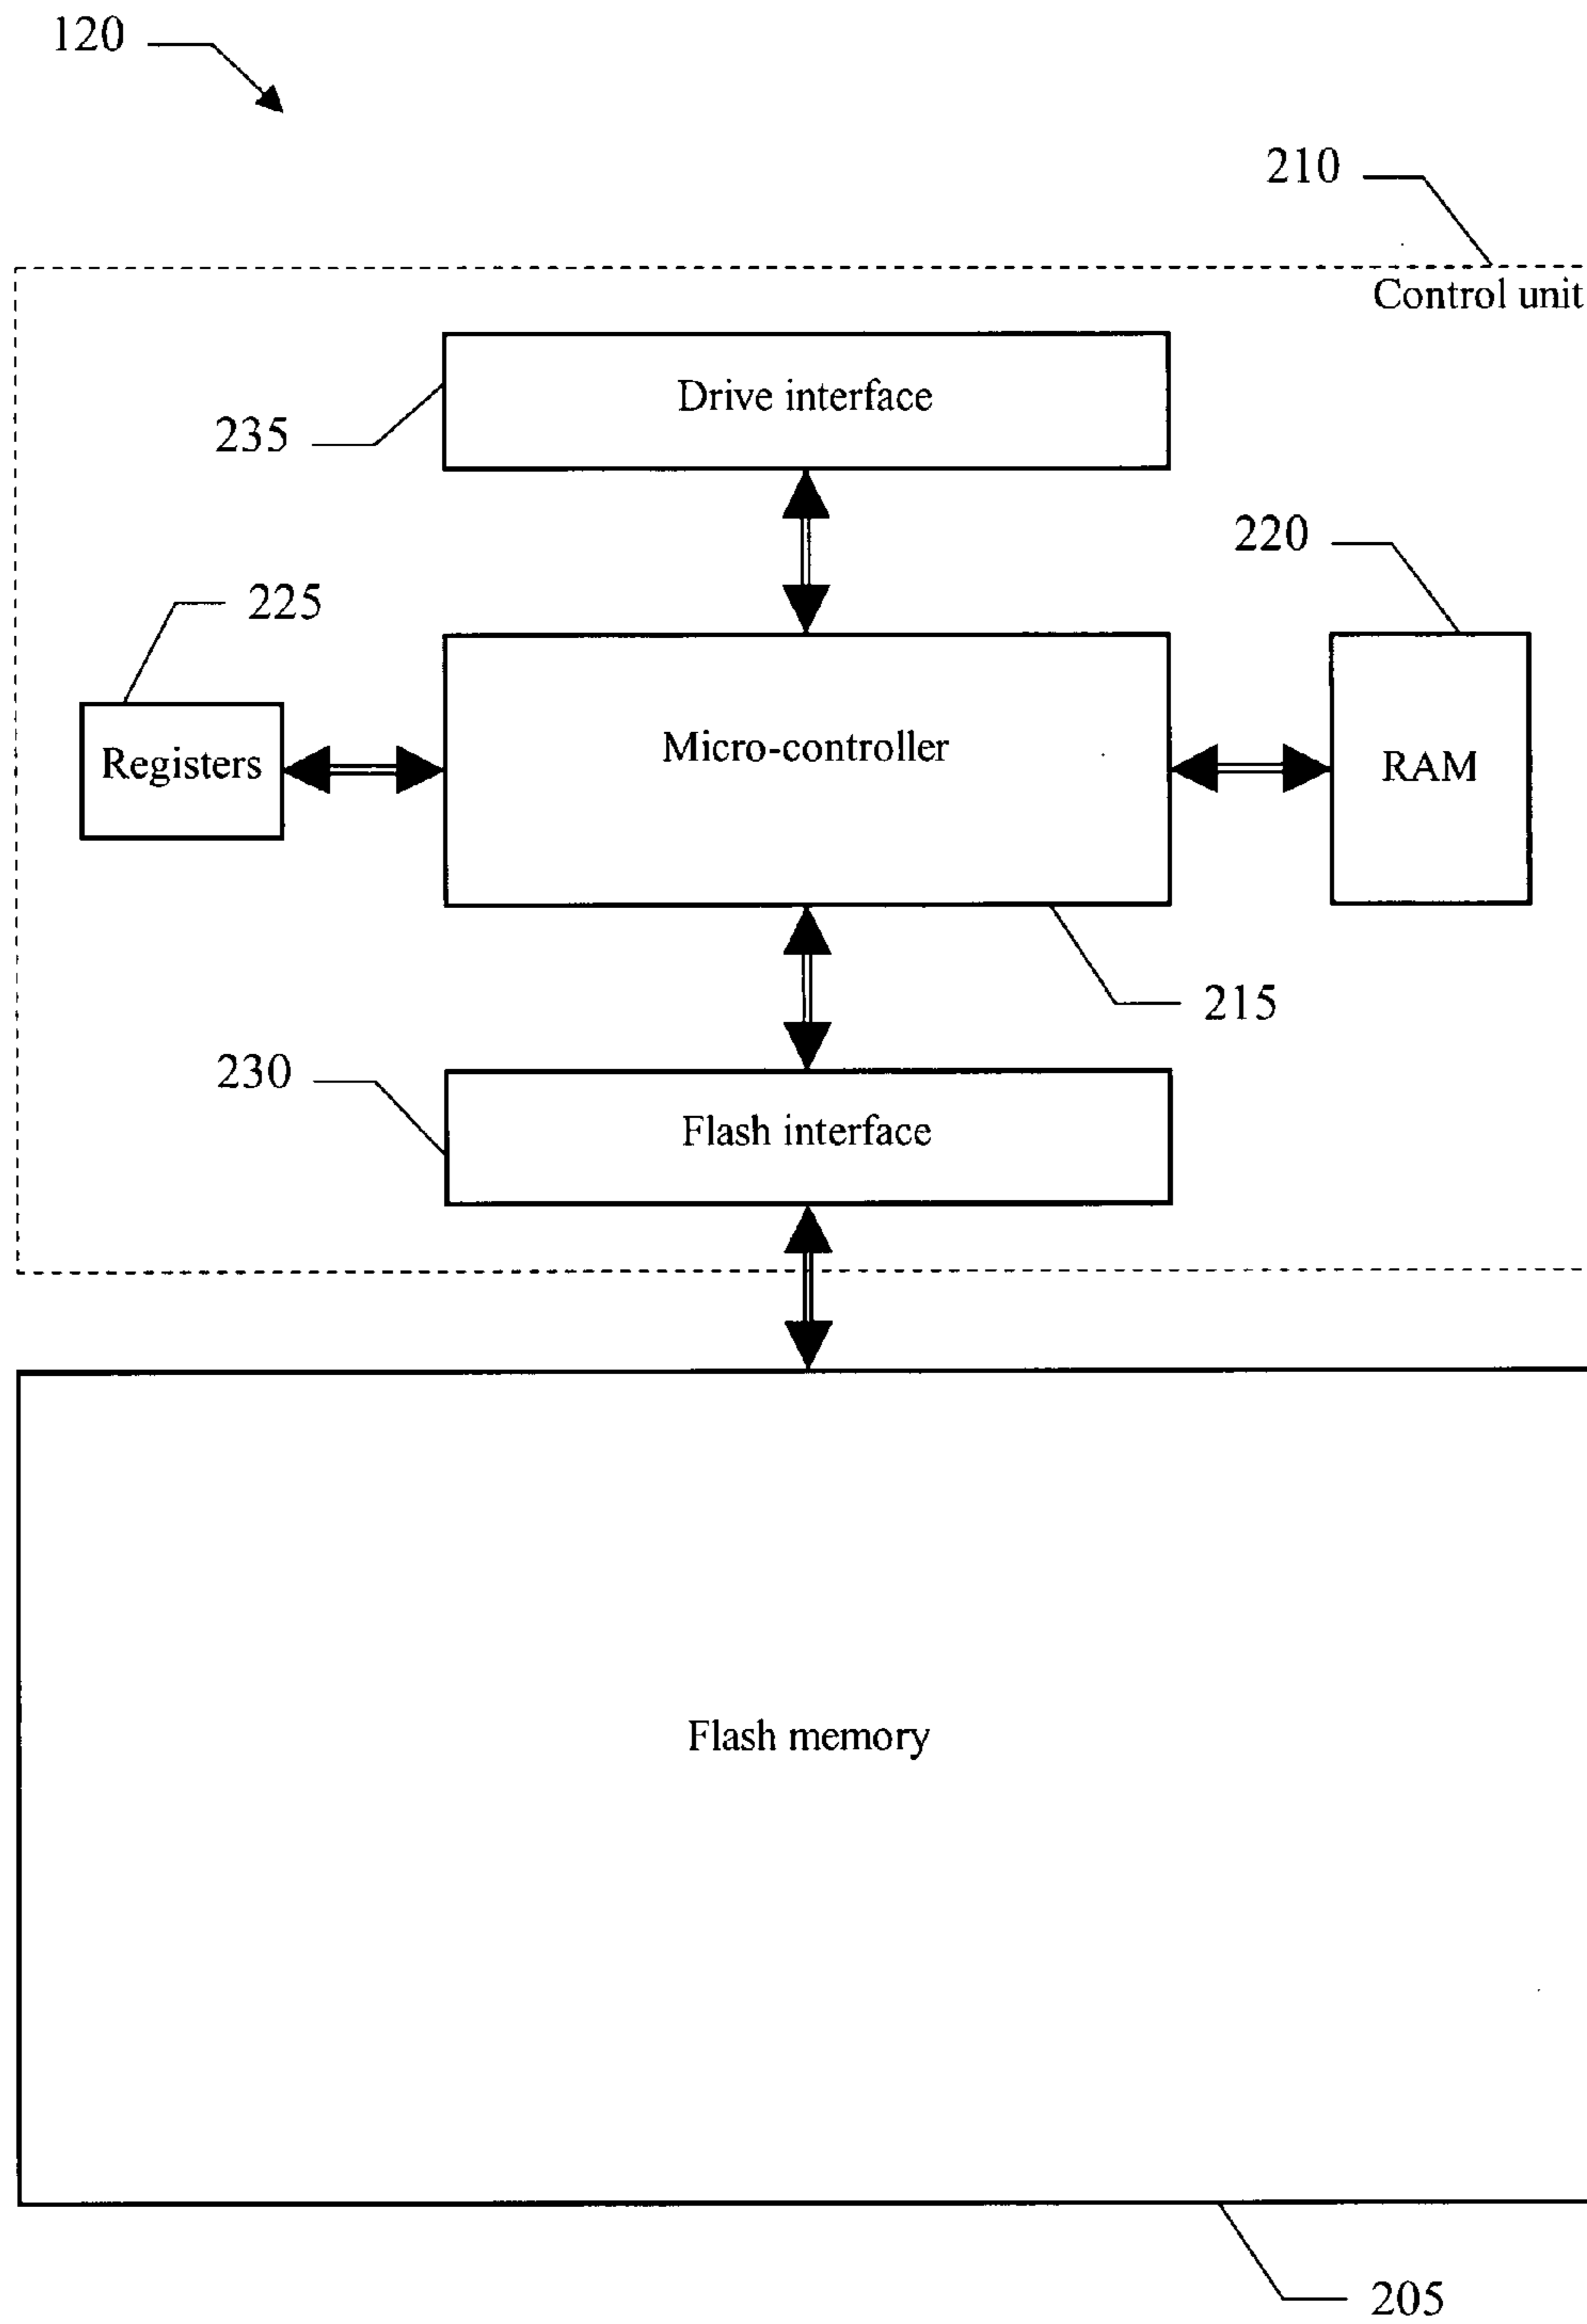 120
210
Control unit
Drive interface
235
220
225
Registers
Micro-controller
RAM
215
230
Flash interface
Flash memory
205